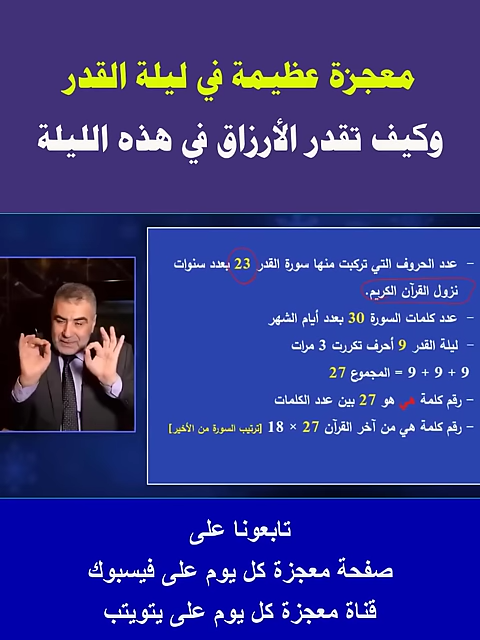 معجزة عظيمة في ليلة القدر
وكيف تقدر الأرزاق في هذه الليلة
- عدد الحروف التي تركبت منها سورة القدر 23 بعدد سنوات
نزول القرآن الكريم.
- عدد كلمات السورة 30 بعدد أيام الشهر
- ليلة القدر 9 أحرف تكررت 3 مرات
9 + 9 + 9 = المجموع 27
- رقم كلمة هي هو 27 بين عدد الكلمات
- رقم كلمة هي من آخر القرآن 27 × 18 [ترتيب السورة من الأخير]
تابعونا على
صفحة معجزة كل يوم على فيسبوك
قناة معجزة كل يوم على يتويتب